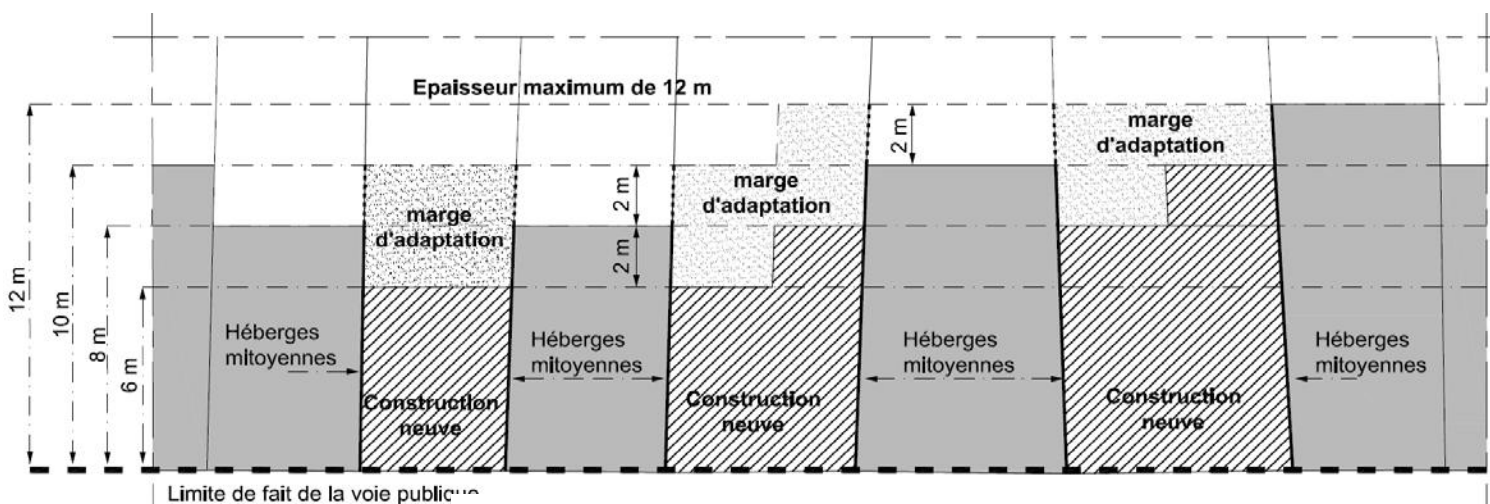 Epaisseur maximum de 12 m
marge
d'adaptation
2 m
marge
d'adaptation
2 m
marge
d'adaptation
2 m
12 m
10 m
8 m
6 m
Héberges
mitoyennes
Héberges
mitoyennes
Héberges
mitoyennes
Héberges
mitoyennes
Construction
neuve
Construction
neuve
Construction
neuve
Limite de fait de la voie publique